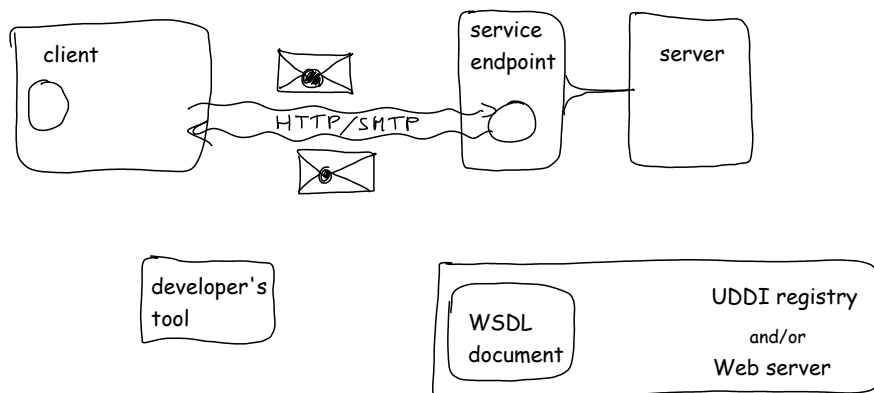 client
service
endpoint
server
HTTP/SMTP
developer's
tool
WSDL
document
UDDI registry
and/or
Web server